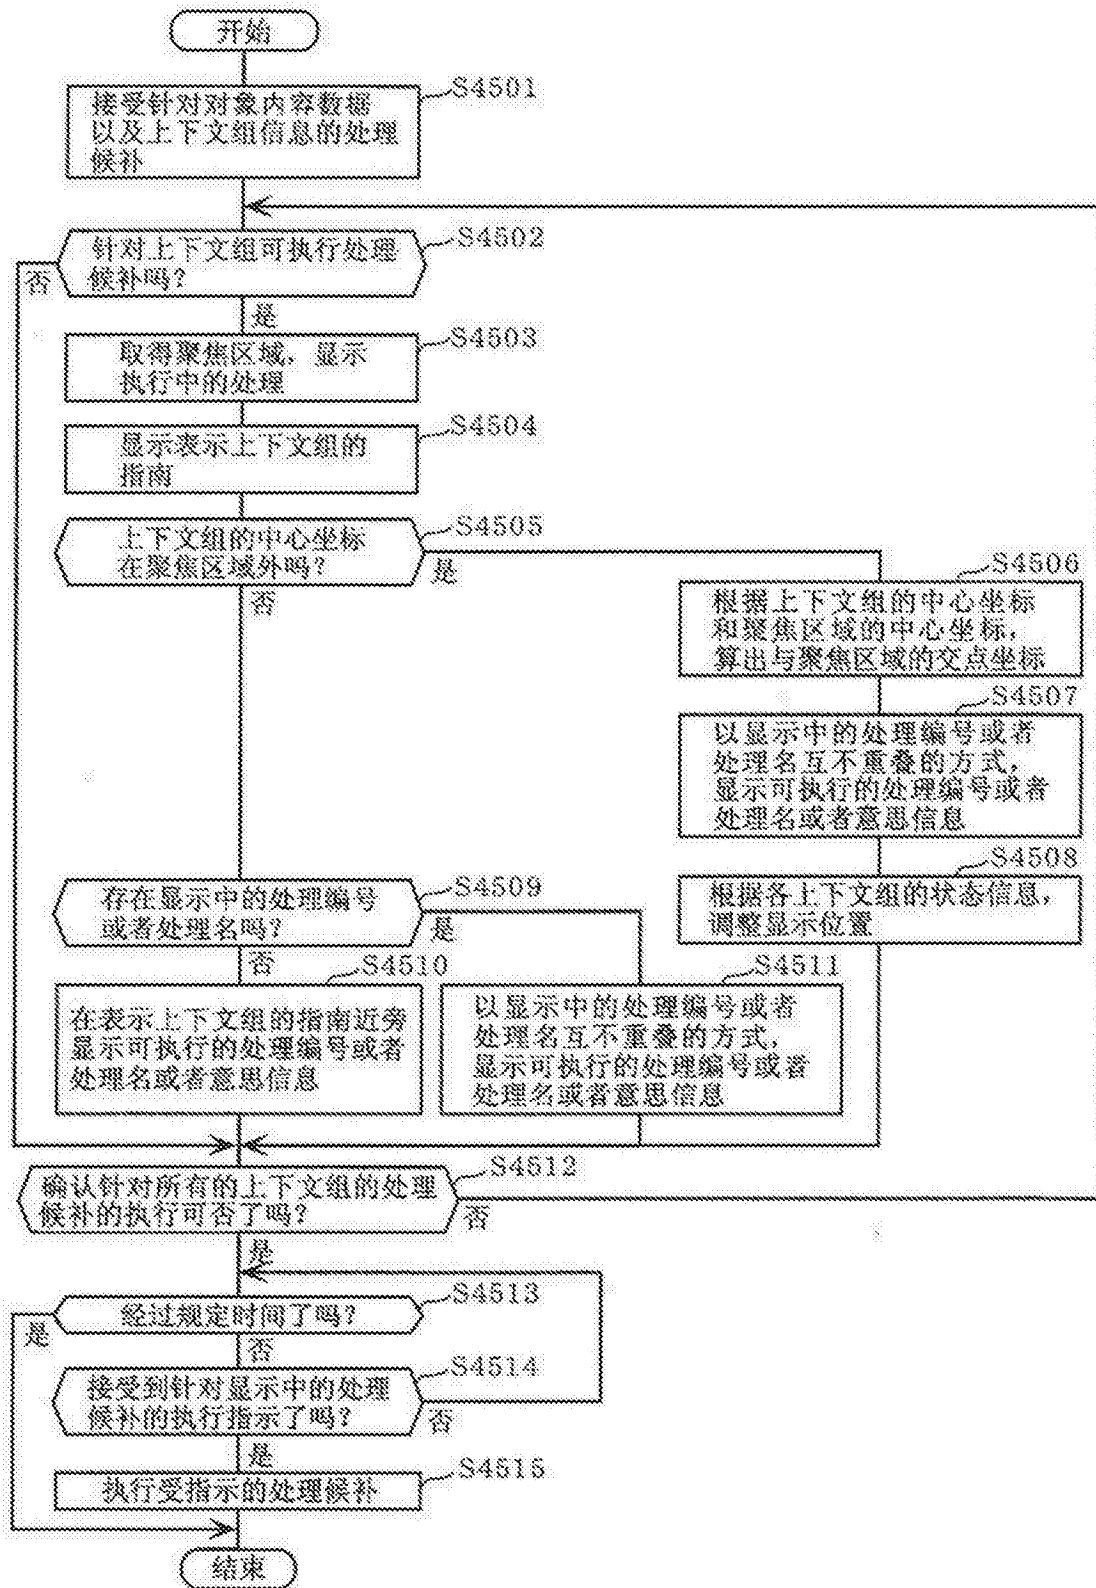 开始
S4501
接受针对对象内容数据
以及上下文组信息的处理
候补
S4502
针对上下文组可执行处理
候补吗？
否
是
S4503
取得聚焦区域，显示
执行中的处理
S4504
显示表示上下文组的
指南
S4505
上下文组的中心坐标
在聚焦区域外吗？
是
否
S4506
根据上下文组的中心坐标
和聚焦区域的中心坐标，
算出与聚焦区域的交点坐标
S4507
以显示中的处理编号或者
处理名互不重叠的方式，
显示可执行的处理编号或者
处理名或者意思信息
S4508
根据各上下文组的状态信息，
调整显示位置
S4509
存在显示中的处理编号
或者处理名吗？
是
否
S4510
在表示上下文组的指南近旁
显示可执行的处理编号或者
处理名或者意思信息
S4511
以显示中的处理编号或者
处理名互不重叠的方式，
显示可执行的处理编号或者
处理名或者意思信息
S4512
确认针对所有的上下文组的处理
候补的执行可否了吗？
否
是
S4513
经过规定时间了吗？
是
否
S4514
接受到针对显示中的处理
候补的执行指示了吗？
否
是
S4515
执行受指示的处理候补
结束